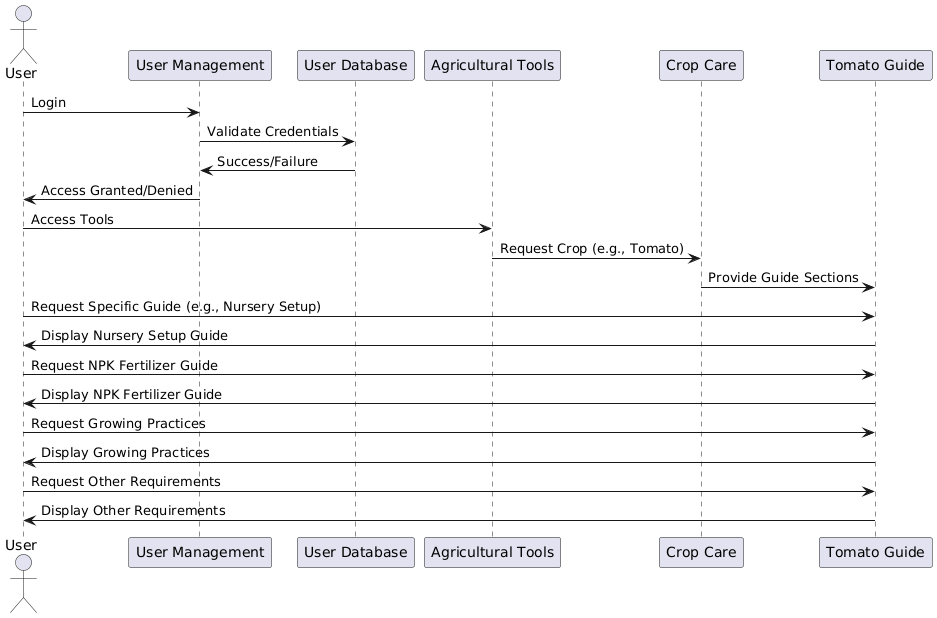 User
User Management
User Database
Agricultural Tools
Crop Care
Tomato Guide
Login
Validate Credentials
Success/Failure
Access Granted/Denied
Access Tools
Request Crop (e.g., Tomato)
Provide Guide Sections
Request Specific Guide (e.g., Nursery Setup)
Display Nursery Setup Guide
Request NPK Fertilizer Guide
Display NPK Fertilizer Guide
Request Growing Practices
Display Growing Practices
Request Other Requirements
Display Other Requirements
User
User Management
User Database
Agricultural Tools
Crop Care
Tomato Guide